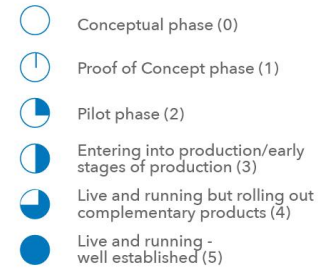 Conceptual phase (0)
Proof of Concept phase (1)
Pilot phase (2)
Entering into production/early
stages of production (3)
Live and running but rolling out
complementary products (4)
Live and running -
well established (5)